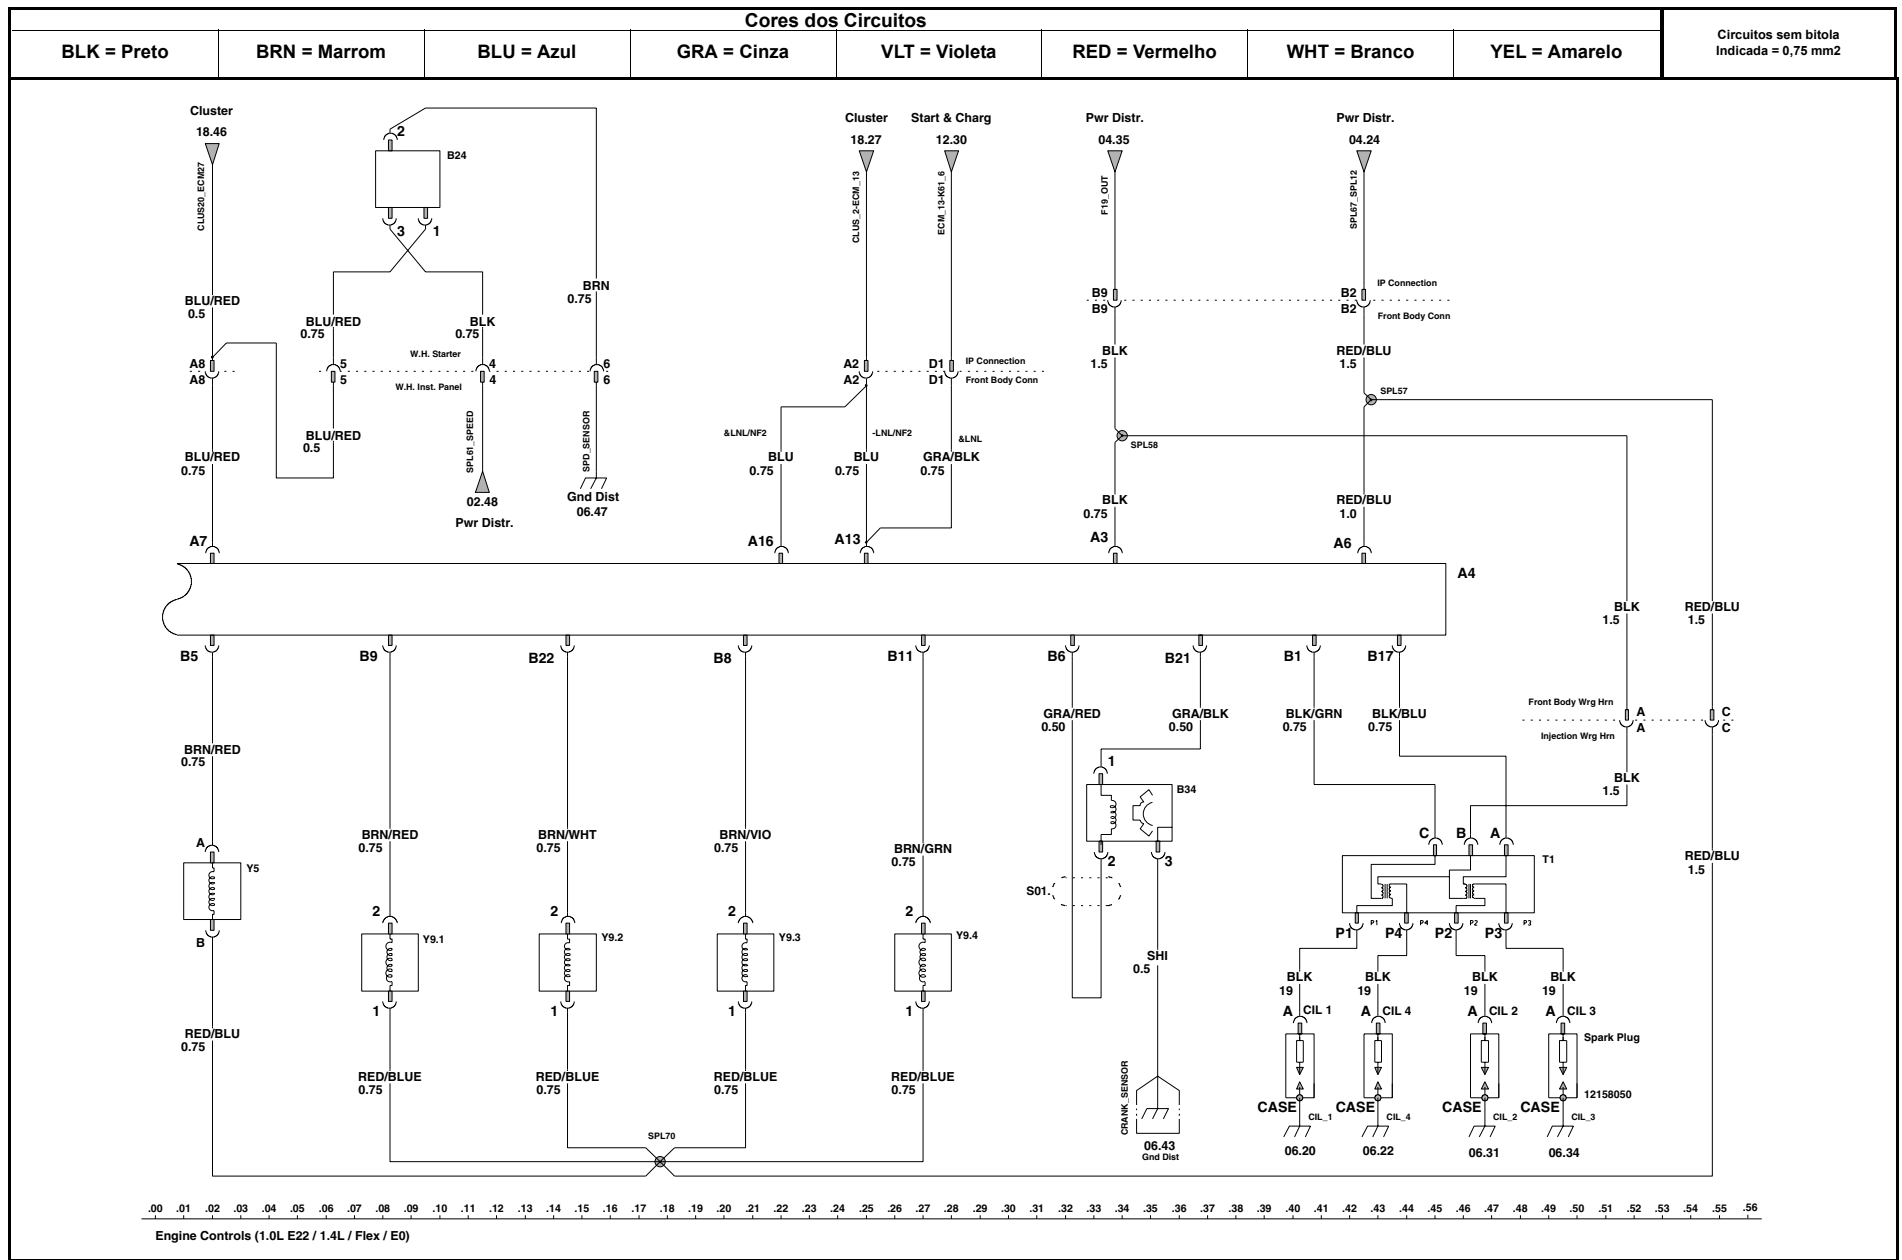 Cores dos Circuitos
BLK = Preto
BRN = Marrom
BLU = Azul
GRA = Cinza
VLT = Violeta
RED = Vermelho
WHT = Branco
YEL = Amarelo
Circuitos sem bitola
Indicada = 0,75 mm2
Cluster
18.46
CLUS20_ECM27
2
B24
3
1
Cluster
18.27
CLUS_2-ECM_13
Start & Charg
12.30
ECM_13-K61_6
Pwr Distr.
04.35
F19_OUT
Pwr Distr.
04.24
SPL67_SPL12
BLU/RED
0.5
BLU/RED
0.75
BLK
0.75
BRN
0.75
B9
B9
B2
B2
IP Connection
Front Body Conn
A8
A8
5
5
W.H. Starter
W.H. Inst. Panel
4
4
6
6
A2
A2
D1
D1
IP Connection
Front Body Conn
BLK
1.5
RED/BLU
1.5
SPL57
SPL58
BLU/RED
0.75
BLU/RED
0.5
SPL61_SPEED
02.48
Pwr Distr.
SPD_SENSOR
Gnd Dist
06.47
&LNL/NF2
BLU
0.75
-LNL/NF2
BLU
0.75
&LNL
GRA/BLK
0.75
BLK
0.75
RED/BLU
1.0
A7
A16
A13
A3
A6
A4
BLK
1.5
RED/BLU
1.5
B5
B9
B22
B8
B11
B6
B21
B1
B17
GRA/RED
0.50
GRA/BLK
0.50
BLK/GRN
0.75
BLK/BLU
0.75
Front Body Wrg Hrn
Injection Wrg Hrn
A
A
C
C
BRN/RED
0.75
BLK
1.5
1
B34
2
3
S01.
BRN/RED
0.75
BRN/WHT
0.75
BRN/VIO
0.75
BRN/GRN
0.75
A
Y5
B
C
B
A
T1
RED/BLU
1.5
P1
P1
P4
P4
P2
P2
P3
P3
2
Y9.1
1
2
Y9.2
1
2
Y9.3
1
2
Y9.4
1
SHI
0.5
BLK
19
BLK
19
BLK
19
BLK
19
A CIL 1
A CIL 4
A CIL 2
A CIL 3
Spark Plug
12158050
RED/BLU
0.75
RED/BLUE
0.75
RED/BLUE
0.75
RED/BLUE
0.75
RED/BLUE
0.75
CASE
CIL_1
06.20
CASE
CIL_4
06.22
CASE
CIL_2
06.31
CASE
CIL_3
06.34
CRANK_SENSOR
06.43
Gnd Dist
SPL70
.00 .01 .02 .03 .04 .05 .06 .07 .08 .09 .10 .11 .12 .13 .14 .16 .17 .18 .19 .20 .21 .22 .23 .24 .25 .26 .27 .29 .30 .31 .32 .33 .34 .35 .36 .37 .38 .39 .40 .41 .42 .43 .44 .46 .47 .48 .49 .50 .51 .52 .53 .54 .55 .56
Engine Controls (1.0L E22 / 1.4L / Flex / E0)